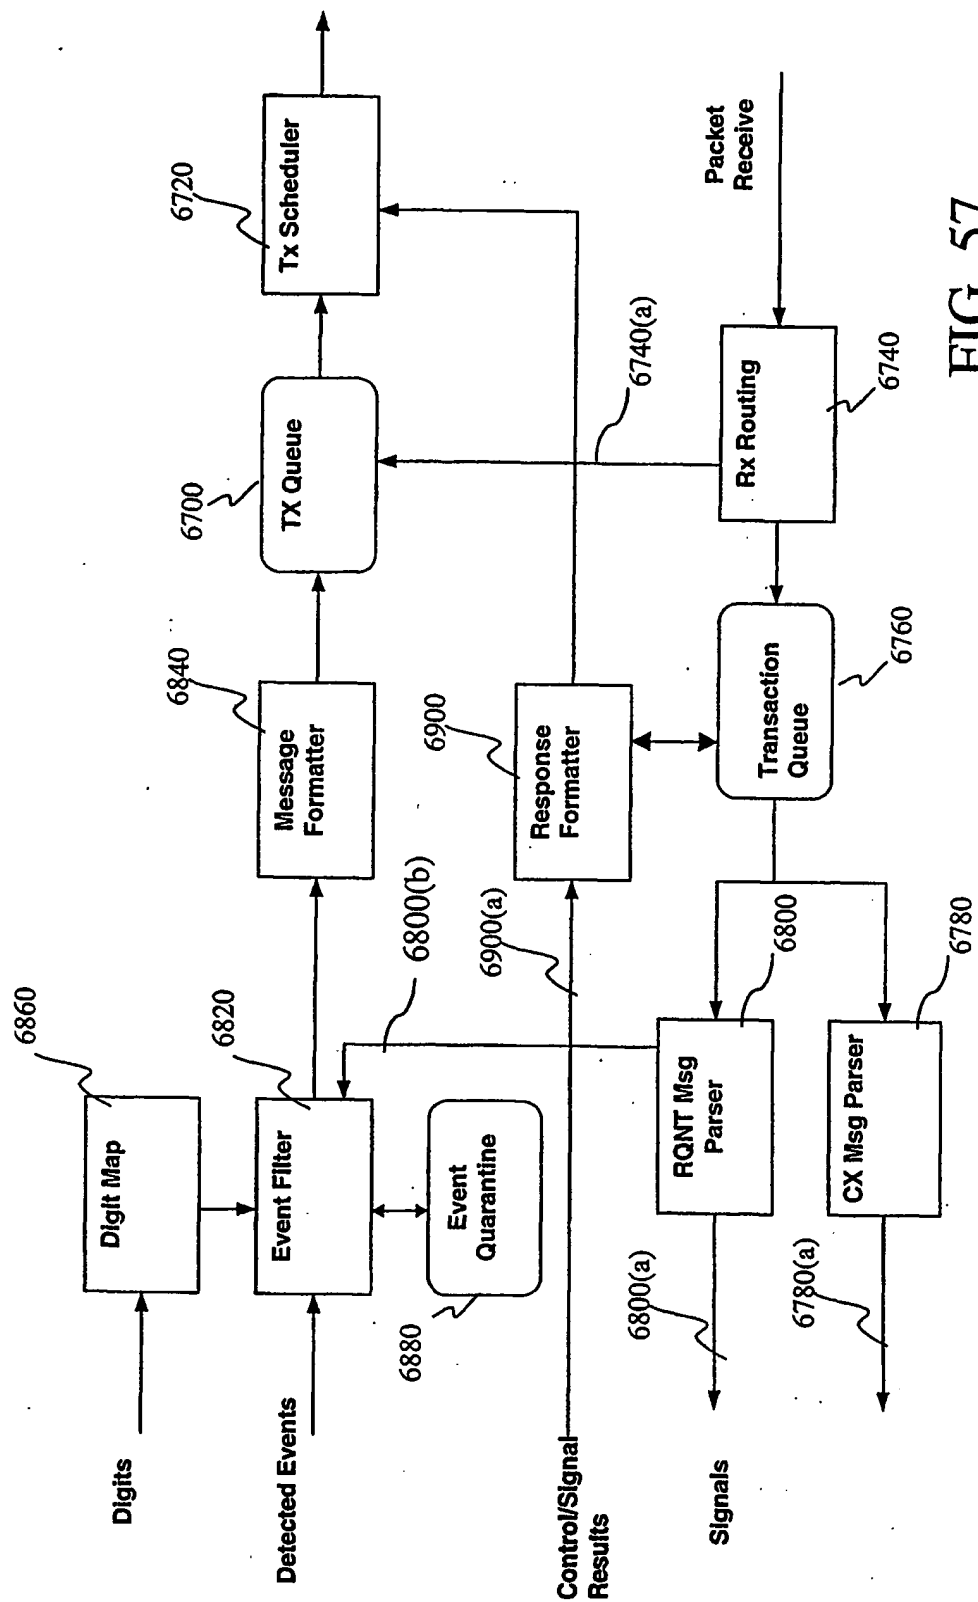 6860
Digits
Digit Map
6820
6840
6700
6720
Detected Events
Event Filter
Message
Formatter
TX Queue
Tx Scheduler
6880
Event
Quarantine
6800(b)
6900(a)
6900
Control/Signal
Results
Response
Formatter
6740(a)
Packet
Receive
6800(a)
Signals
RQNT Msg
Parser
6800
Transaction
Queue
6760
Rx Routing
6740
6780(a)
CX Msg Parser
6780
FIG. 57